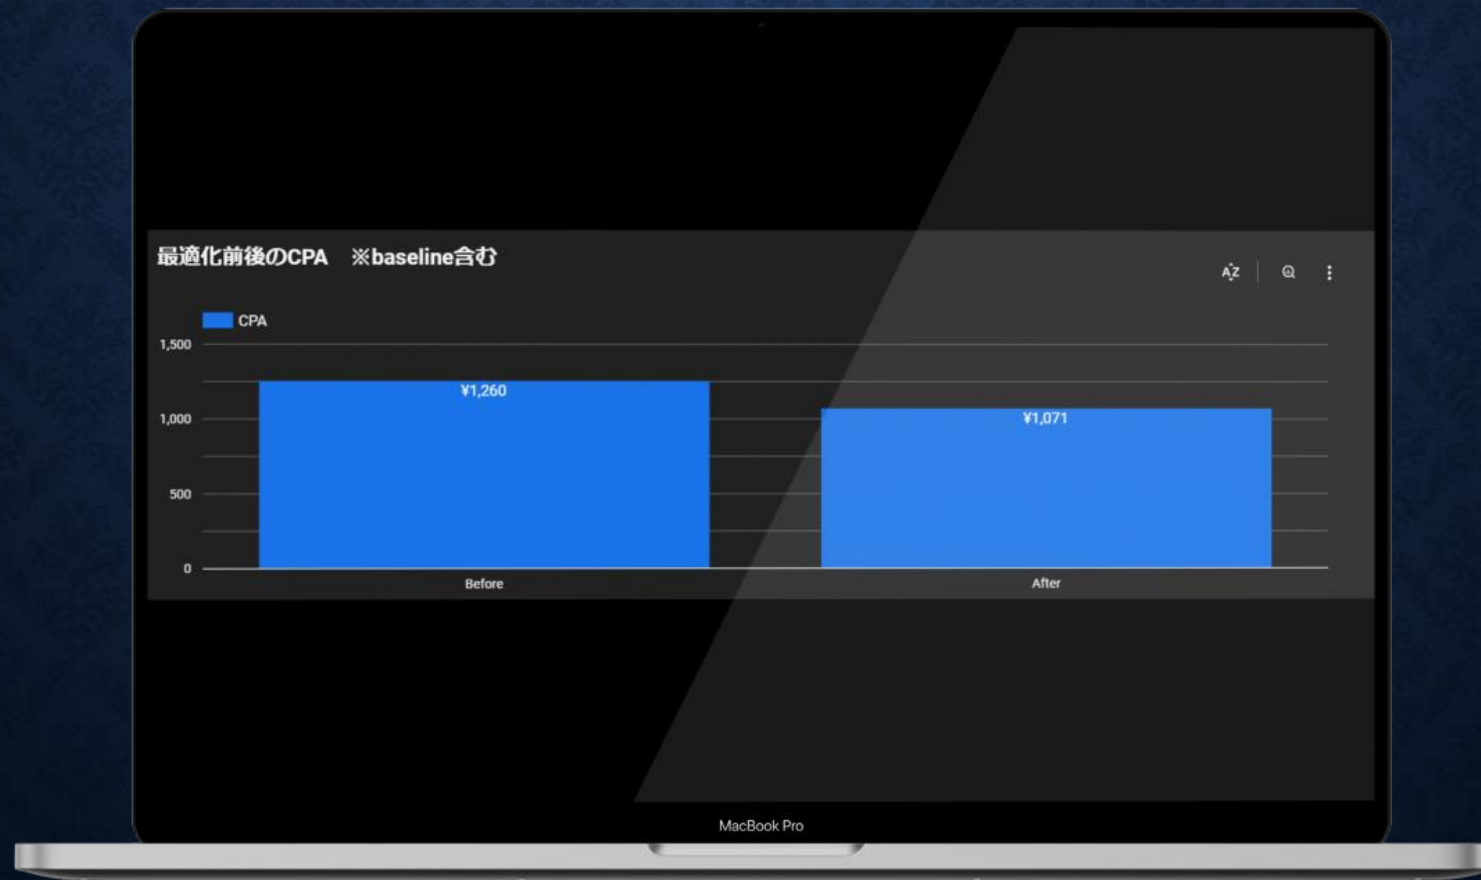 最適化前後のCPA　※baseline含む
AZ
CPA
1,500
1,000
500
0
¥1,260
¥1,071
Before
After
MacBook Pro